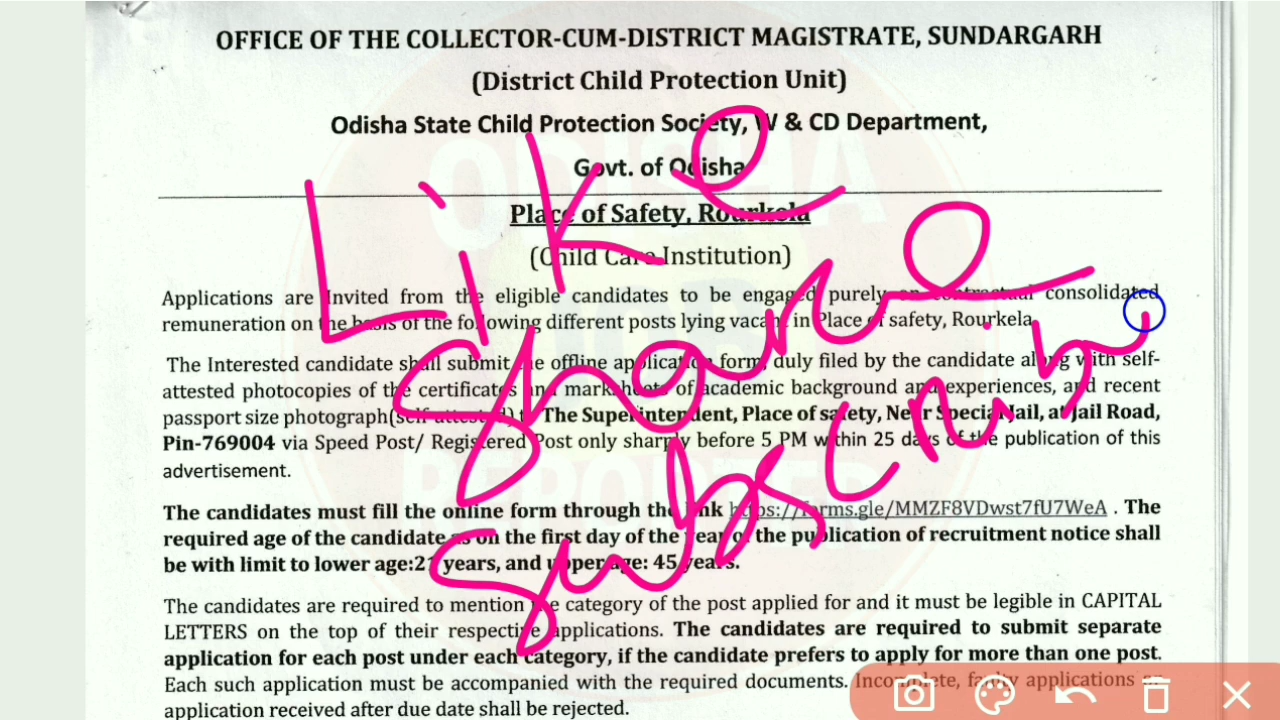 OFFICE OF THE COLLECTOR-CUM-DISTRICT MAGISTRATE, SUNDARGARH
(District Child Protection Unit)
Odisha State Child Protection Society, W & CD Department,
Govt. of Odisha
Place of Safety, Rourkela
(Child Care Institution)
Applications are Invited from the eligible candidates to be engaged purely on contractual consolidated
remuneration on the basis of the following different posts lying vacant in Place of safety, Rourkela
The Interested candidate shall submit the offline application form, duly filed by the candidate along with self-
attested photocopies of the certificates and marksheets of academic background and experiences, and recent
passport size photograph(self attested) to The Superintendent, Place of safety, Near Special Jail, at Jail Road,
Pin-769004 via Speed Post/ Registered Post only sharply before 5 PM within 25 days of the publication of this
advertisement.
The candidates must fill the online form through the link https://forms.gle/MMZF8VDwst7fU7WeA . The
required age of the candidate as on the first day of the year of the publication of recruitment notice shall
be with limit to lower age:21 years, and upper age: 45 years.
The candidates are required to mention the category of the post applied for and it must be legible in CAPITAL
LETTERS on the top of their respective applications. The candidates are required to submit separate
application for each post under each category, if the candidate prefers to apply for more than one post.
Each such application must be accompanied with the required documents. Incomplete, faulty applications or
application received after due date shall be rejected.
Like
Share
Subscrib
ODISHA
JOB
REPORTER